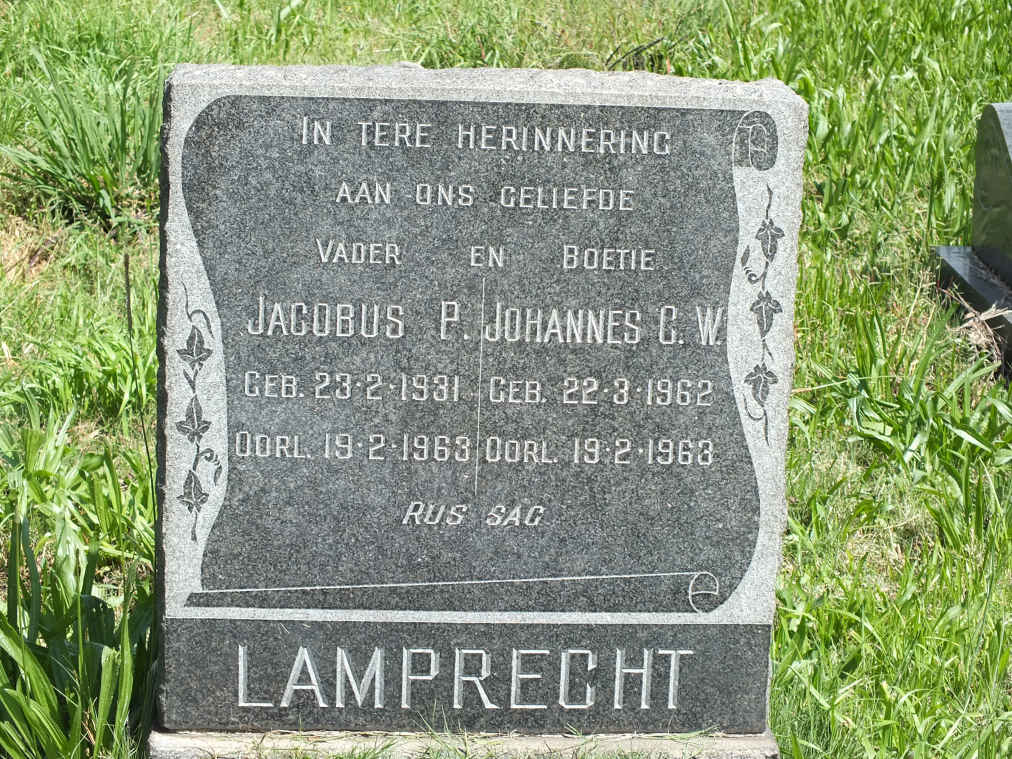 In tere herinnering
aan ons geliefde
Vader en Boetie
Jacobus P. Johannes C. W.
Geb. 23·2·1931 Geb. 22·3·1962
Oorl. 19·2·1963 Oorl. 19·2·1963
Rus sag
Lamprecht